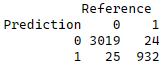 Reference
Prediction 0 1
0 3019 24
1 25 932